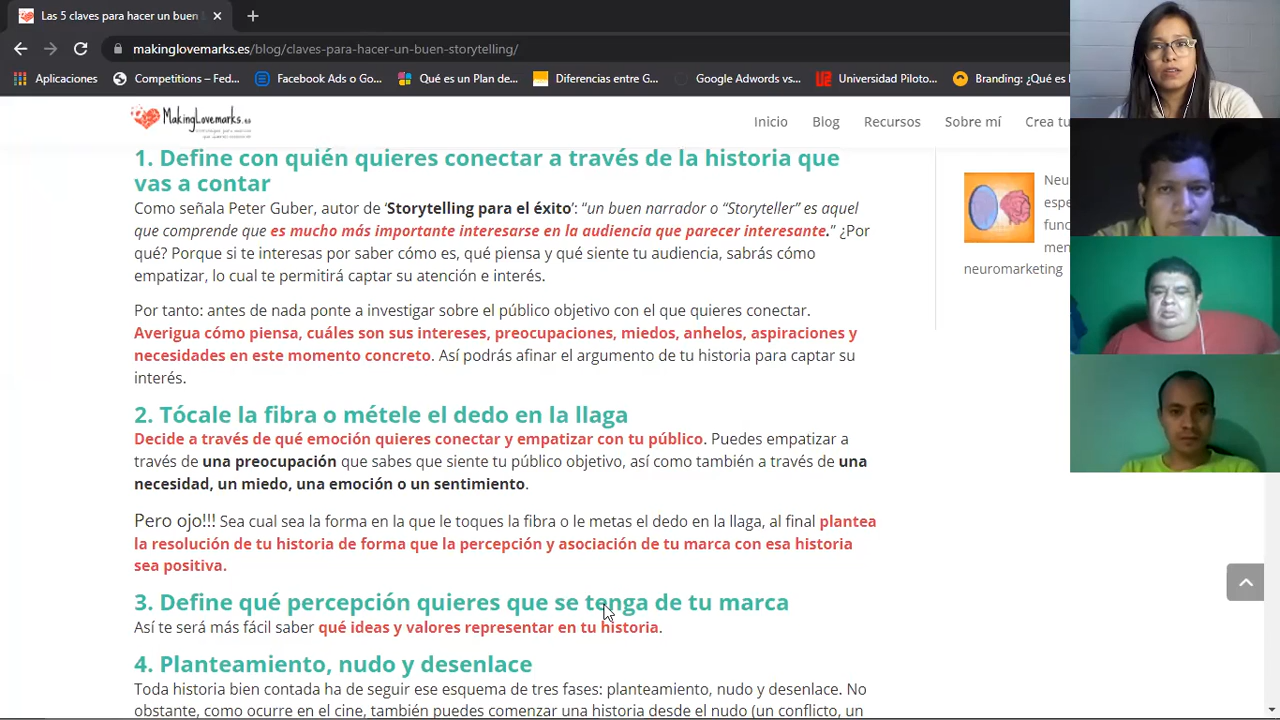 Las 5 claves para hacer un buen
makinglovemarks.es/blog/claves-para-hacer-un-buen-storytelling/
Aplicaciones
Competitions – Fed...
Facebook Ads o Go...
Qué es un Plan de...
Diferencias entre G...
Google Adwords vs...
Universidad Europ...
Branding: ¿Qué es l
MakingLovemarks.es
Inicio
Blog
Recursos
Sobre mí
Crea tu
1. Define con quién quieres conectar a través de la historia que
vas a contar
Como señala Peter Guber, autor de ‘Storytelling para el éxito’: “un buen narrador o “Storyteller” es aquel
que comprende que es mucho más importante interesarse en la audiencia que parecer interesante.” ¿Por
qué? Porque si te interesas por saber cómo es, qué piensa y qué siente tu audiencia, sabrás cómo
empatizar, lo cual te permitirá captar su atención e interés.
Por tanto: antes de nada ponte a investigar sobre el público objetivo con el que quieres conectar.
Averigua cómo piensa, cuáles son sus intereses, preocupaciones, miedos, anhelos, aspiraciones y
necesidades en este momento concreto. Así podrás afinar el argumento de tu historia para captar su
interés.
2. Tócale la fibra o métele el dedo en la llaga
Decide a través de qué emoción quieres conectar y empatizar con tu público. Puedes empatizar a
través de una preocupación que sabes que siente tu público objetivo, así como también a través de una
necesidad, un miedo, una emoción o un sentimiento.
Pero ojo!!! Sea cual sea la forma en la que le toques la fibra o le metas el dedo en la llaga, al final plantea
la resolución de tu historia de forma que la percepción y asociación de tu marca con esa historia
sea positiva.
3. Define qué percepción quieres que se tenga de tu marca
Así te será más fácil saber qué ideas y valores representar en tu historia.
4. Planteamiento, nudo y desenlace
Toda historia bien contada ha de seguir ese esquema de tres fases: planteamiento, nudo y desenlace. No
obstante, como ocurre en el cine, también puedes comenzar una historia desde el nudo (un conflicto, un
Neu
espe
func
men
neuromarketing